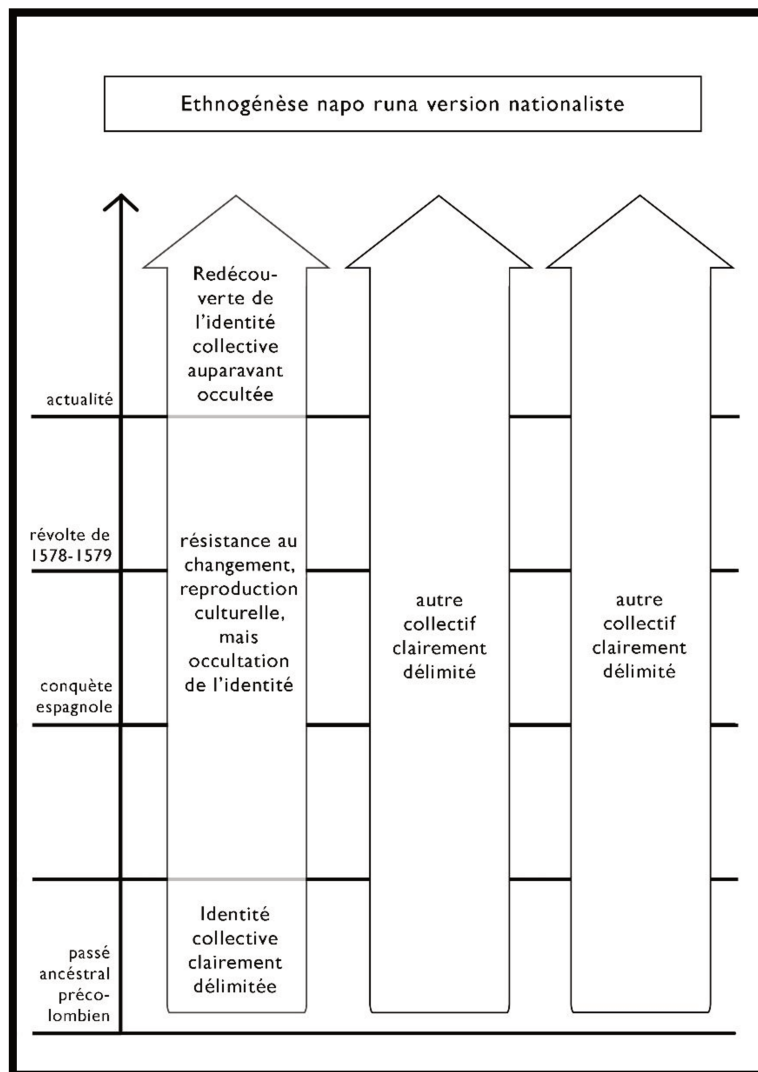 Ethnogénèse napo runa version nationaliste
Redécou-
verte de
l'identité
collective
auparavant
occultée
actualité
révolte de
1578-1579
résistance au
changement,
reproduction
culturelle,
mais
occultation
de l'identité
autre
collectif
clairement
délimité
autre
collectif
clairement
délimité
conquète
espagnole
Identité
collective
clairement
délimitée
passé
ancéstral
préco-
lombien